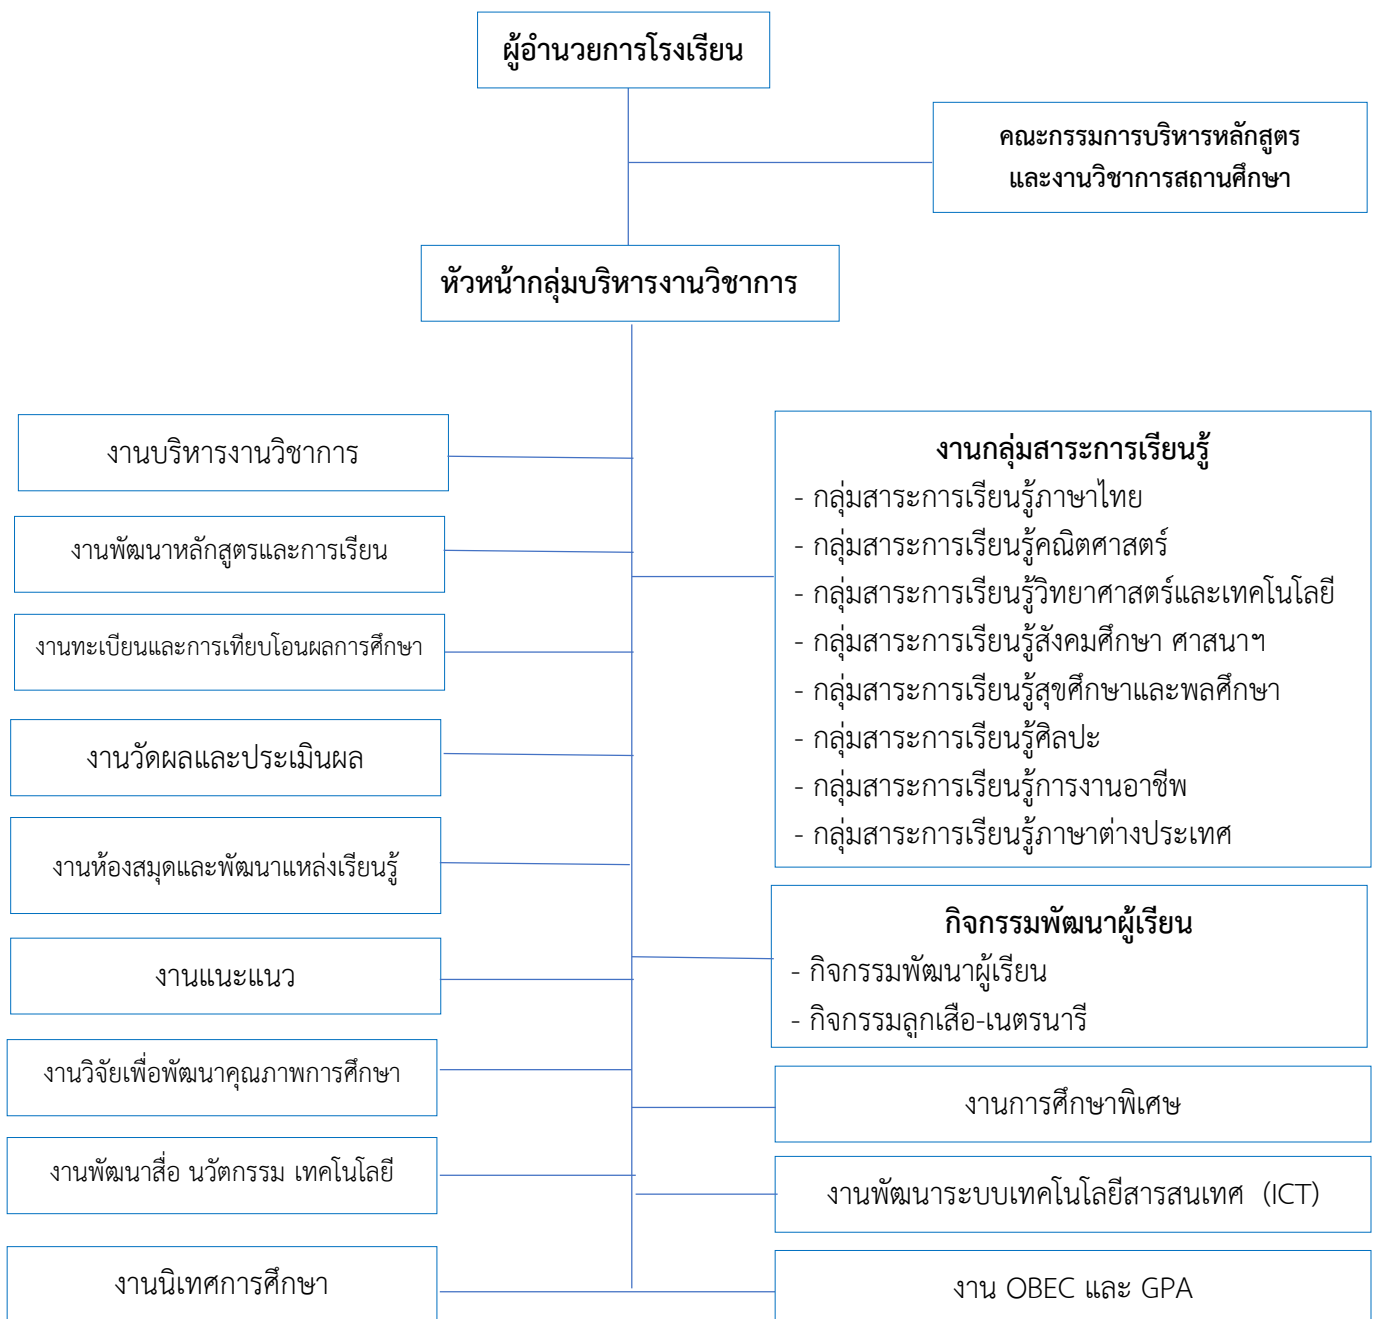 ผู้อำนวยการโรงเรียน
คณะกรรมการบริหารหลักสูตร
และงานวิชาการสถานศึกษา
หัวหน้ากลุ่มบริหารงานวิชาการ
งานบริหารงานวิชาการ
งานพัฒนาหลักสูตรและการเรียน
งานทะเบียนและการเทียบโอนผลการศึกษา
งานวัดผลและประเมินผล
งานห้องสมุดและพัฒนาแหล่งเรียนรู้
งานแนะแนว
งานวิจัยเพื่อพัฒนาคุณภาพการศึกษา
งานพัฒนาสื่อ นวัตกรรม เทคโนโลยี
งานนิเทศการศึกษา
งานกลุ่มสาระการเรียนรู้
- กลุ่มสาระการเรียนรู้ภาษาไทย
- กลุ่มสาระการเรียนรู้คณิตศาสตร์
- กลุ่มสาระการเรียนรู้วิทยาศาสตร์และเทคโนโลยี
- กลุ่มสาระการเรียนรู้สังคมศึกษา ศาสนาฯ
- กลุ่มสาระการเรียนรู้สุขศึกษาและพลศึกษา
- กลุ่มสาระการเรียนรู้ศิลปะ
- กลุ่มสาระการเรียนรู้การงานอาชีพ
- กลุ่มสาระการเรียนรู้ภาษาต่างประเทศ
กิจกรรมพัฒนาผู้เรียน
- กิจกรรมพัฒนาผู้เรียน
- กิจกรรมลูกเสือ-เนตรนารี
งานการศึกษาพิเศษ
งานพัฒนาระบบเทคโนโลยีสารสนเทศ (ICT)
งาน OBEC และ GPA